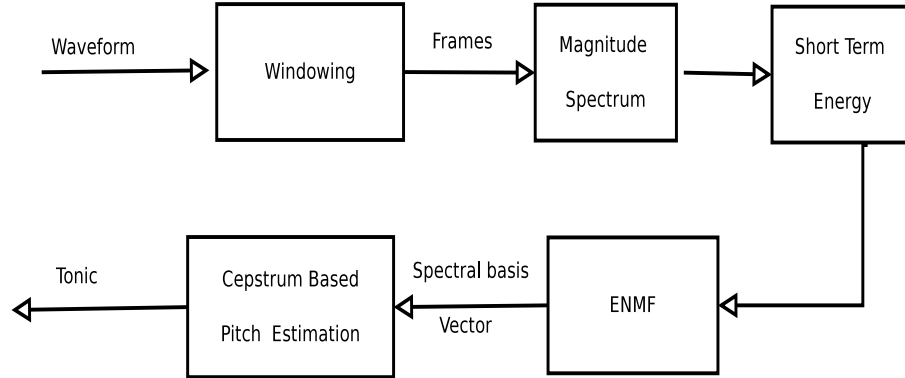 Waveform
Windowing
Frames
Magnitude
Spectrum
Short Term
Energy
Tonic
Cepstrum Based
Pitch Estimation
Spectral basis
Vector
ENMF